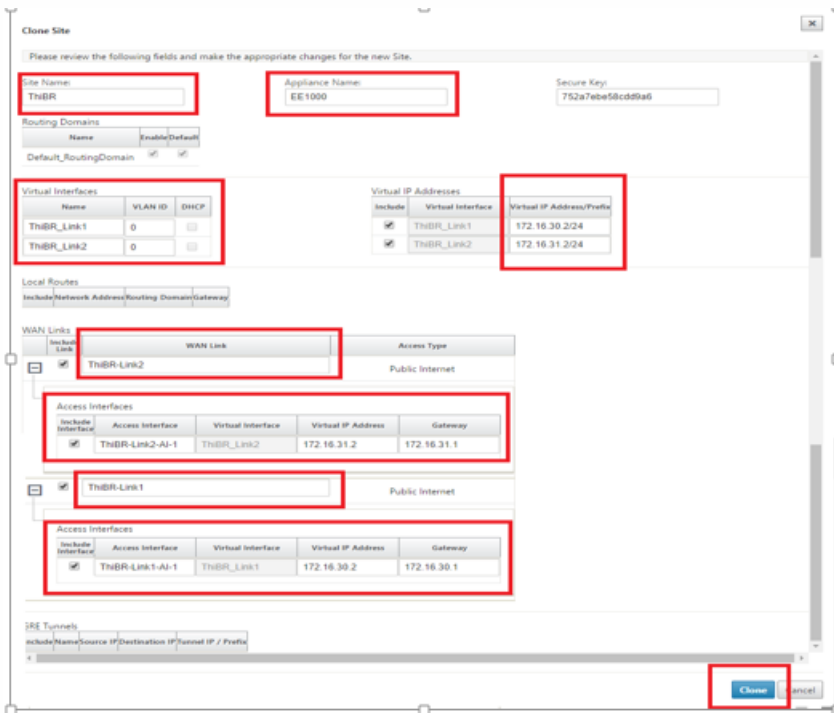 Clone Site
Please review the following fields and make the appropriate changes for the new Site.
Site Name: Appliance Name: Secure Key:
ThiBR EE1000 752a7ebe58cdd9a6
Routing Domains
Name Enable Default
Default_RoutingDomain
Virtual Interfaces Virtual IP Addresses
Name VLAN ID DHCP Include Virtual Interface Virtual IP Address/Prefix
ThiBR_Link1 0 ThiBR_Link1 172.16.30.2/24
ThiBR_Link2 0 ThiBR_Link2 172.16.31.2/24
Local Routes
Include Network Address Routing Domain Gateway
WAN Links
Include Link WAN Link Access Type
ThiBR-Link2 Public Internet
Access Interfaces
Include Interface Access Interface Virtual Interface Virtual IP Address Gateway
ThiBR-Link2-AI-1 ThiBR_Link2 172.16.31.2 172.16.31.1
ThiBR-Link1 Public Internet
Access Interfaces
Include Interface Access Interface Virtual Interface Virtual IP Address Gateway
ThiBR-Link1-AI-1 ThiBR_Link1 172.16.30.2 172.16.30.1
GRE Tunnels
Include Name Source IP Destination IP Tunnel IP / Prefix
Clone Cancel